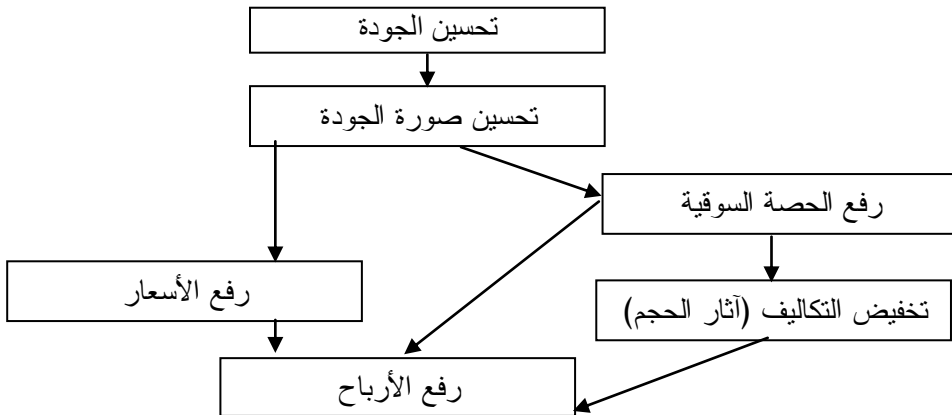 تحسين الجودة
تحسين صورة الجودة
رفع الحصة السوقية
رفع الأسعار
تخفيض التكاليف (آثار الحجم)
رفع الأرباح